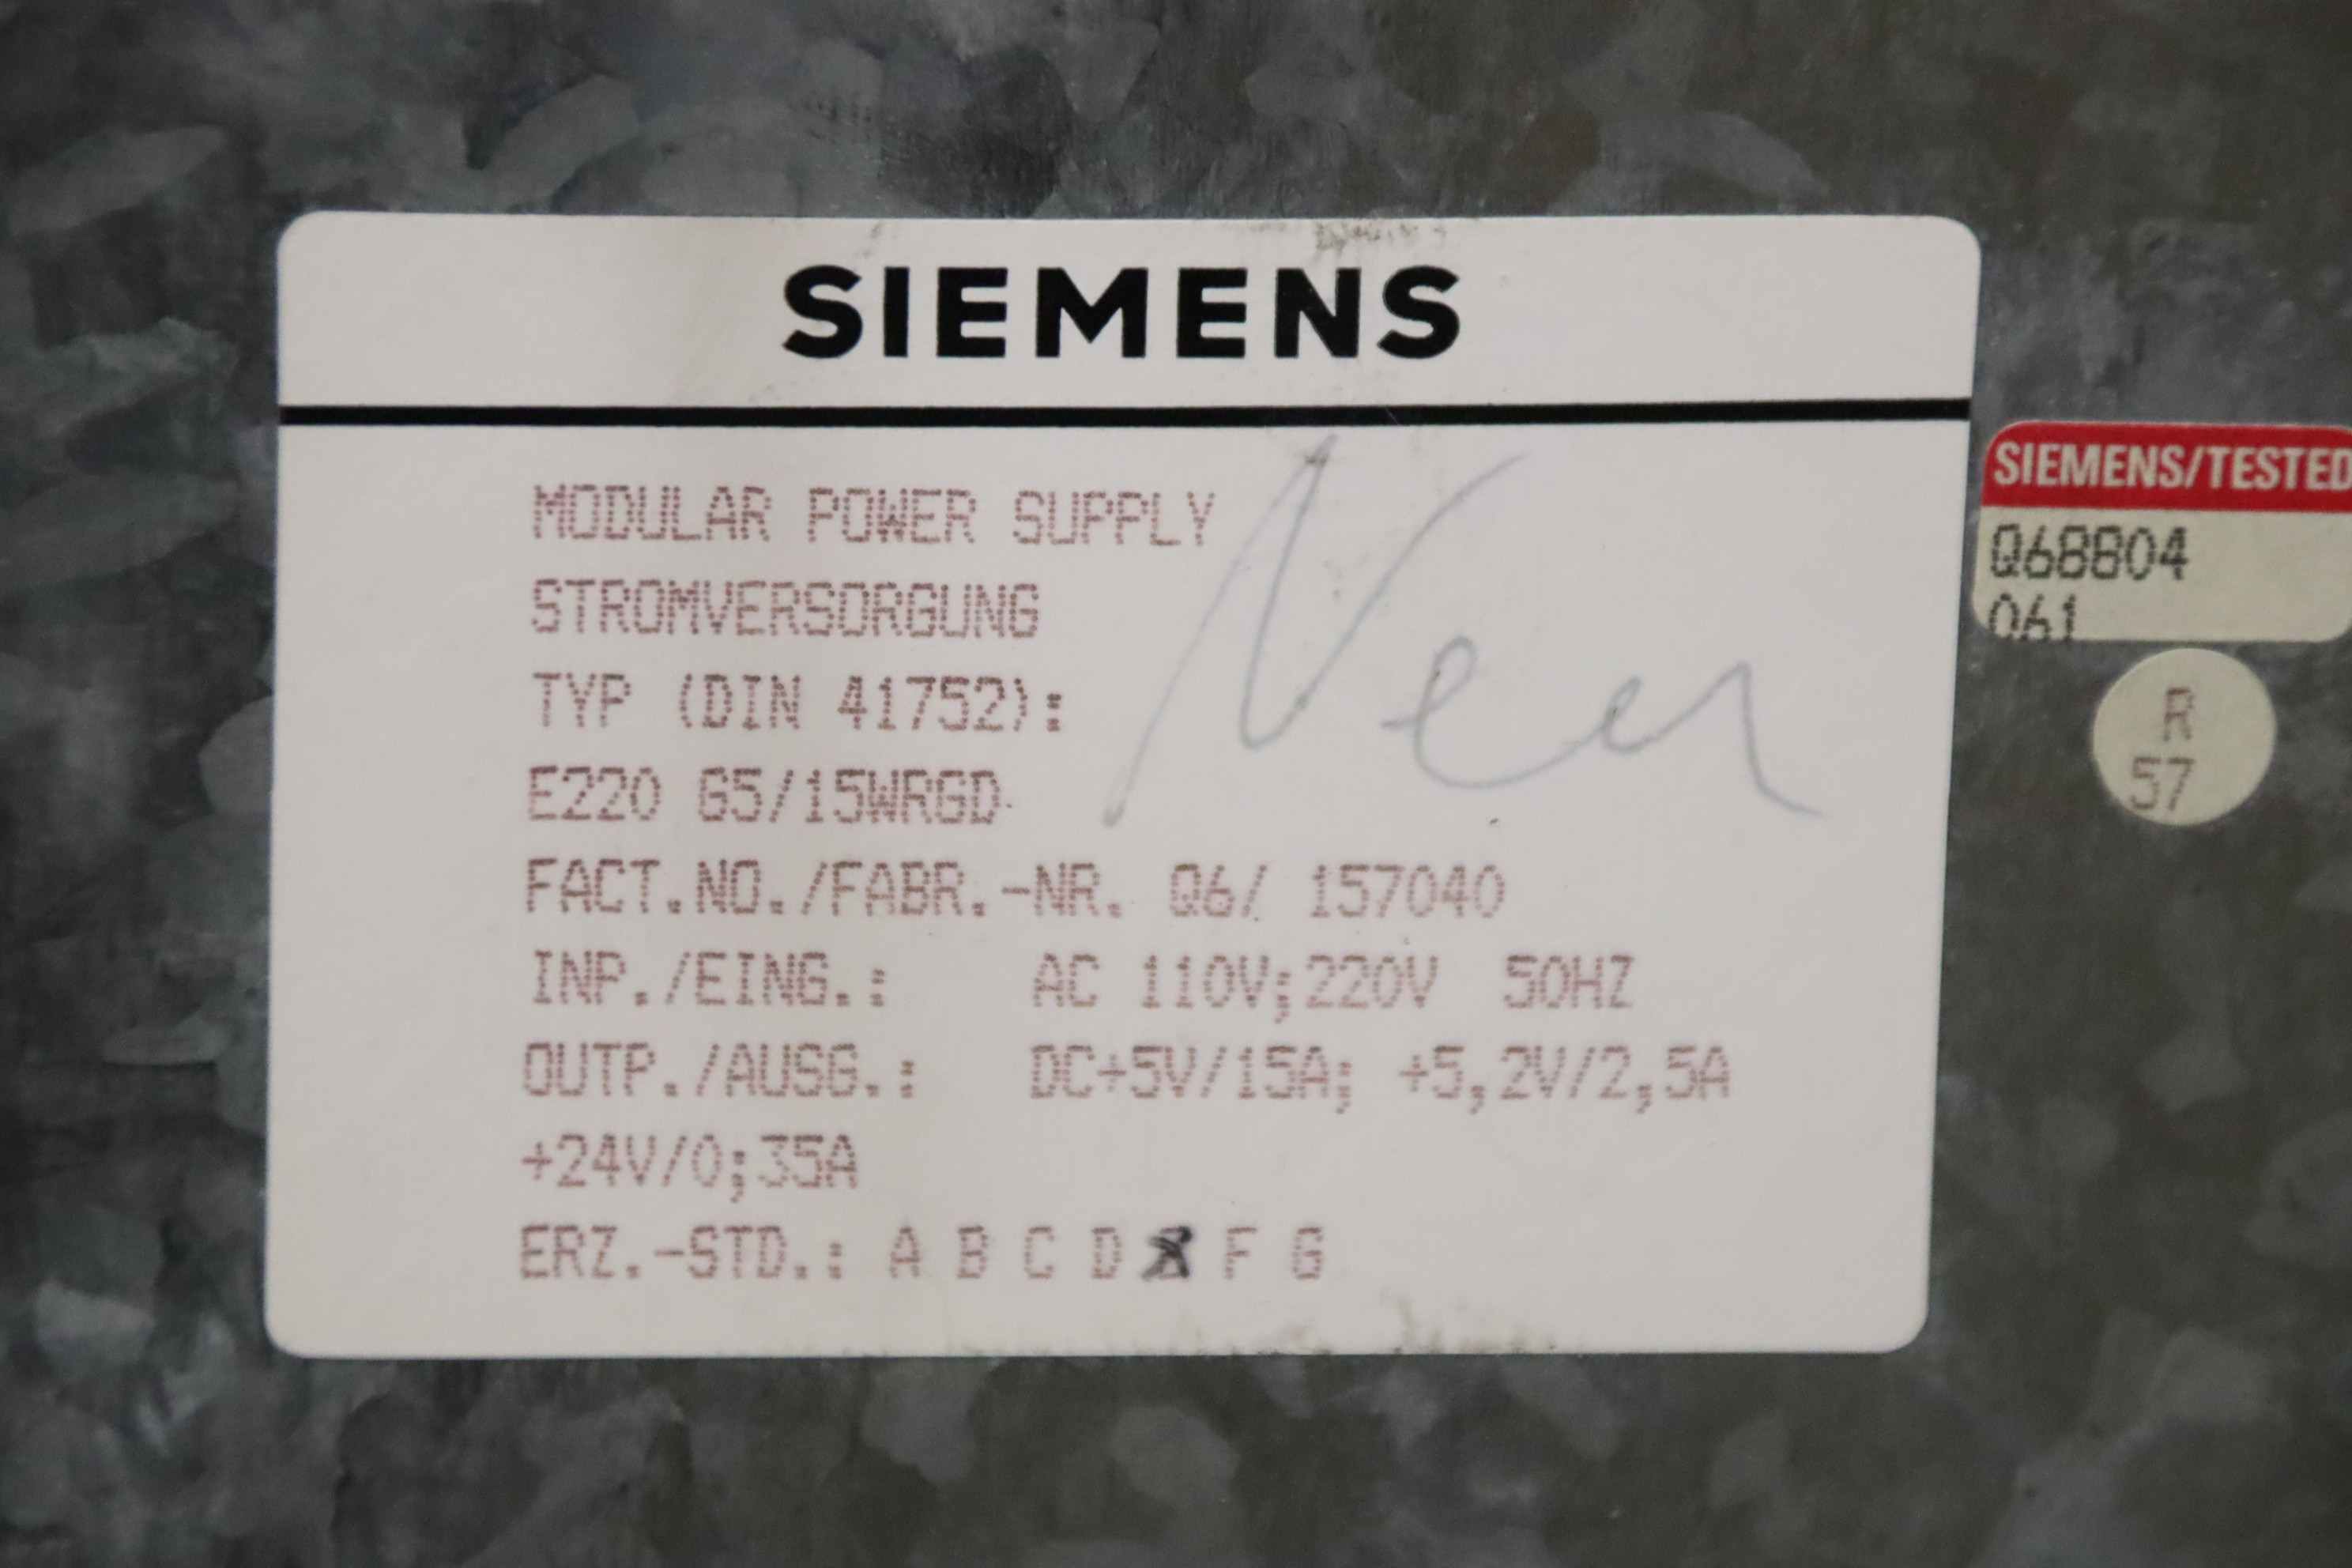 SIEMENS
MODULAR POWER SUPPLY
STROMVERSORGUNG
TYP (DIN 41752):
E220 G5/15WRGD
FACT.NO./FABR.-NR. Q6/ 157040
INP./EING.: AC 110V;220V 50HZ
OUTP./AUSG.: DC+5V/15A; +5,2V/2,5A
+24V/0;35A
ERZ.-STD.: A B C D E F G
Neu
SIEMENS/TESTED
Q68804
061
R
57